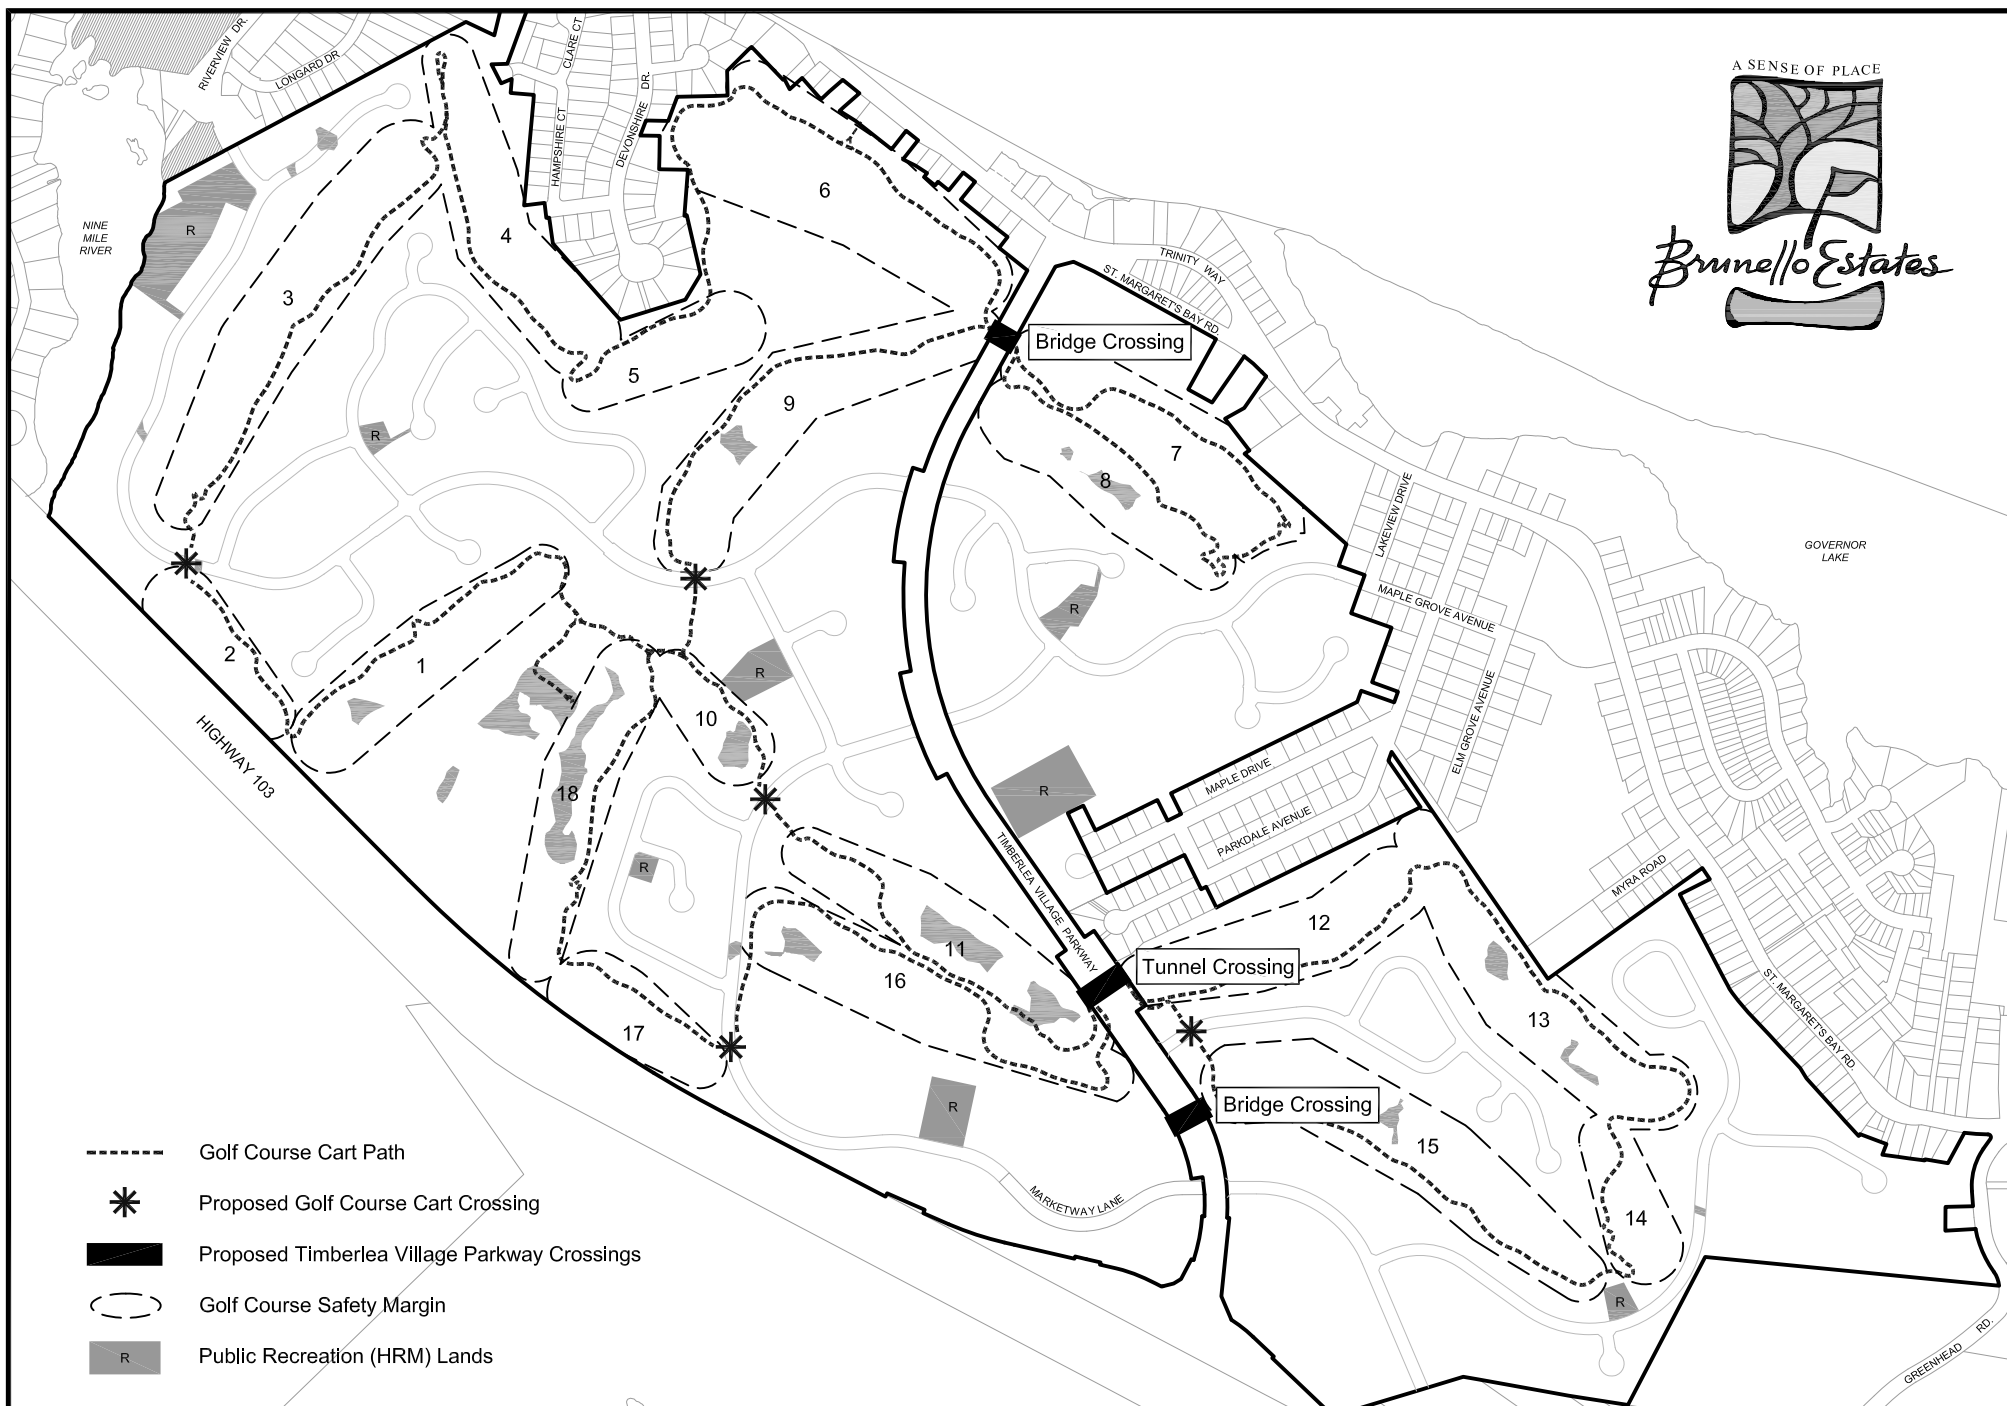 RIVERVIEW DR.
LONGARD DR
CLARE CT
HAMPSHIRE CT
DEVONSHIRE DR.
A SENSE OF PLACE
Brunello Estates
NINE
MILE
RIVER
R
3
4
6
5
9
TRINITY WAY
ST. MARGARET'S BAY RD.
Bridge Crossing
7
8
R
LAKEVIEW DRIVE
GOVERNOR
LAKE
MAPLE GROVE AVENUE
ELM GROVE AVENUE
R
2
1
R
10
HIGHWAY 103
18
R
R
MAPLE DRIVE
PARKDALE AVENUE
MYRA ROAD
TIMBERLEA VILLAGE PARKWAY
12
11
16
Tunnel Crossing
13
17
ST. MARGARET'S BAY RD.
R
Bridge Crossing
15
14
MARKETWAY LANE
R
GREENHEAD RD.
Golf Course Cart Path
Proposed Golf Course Cart Crossing
Proposed Timberlea Village Parkway Crossings
Golf Course Safety Margin
R
Public Recreation (HRM) Lands